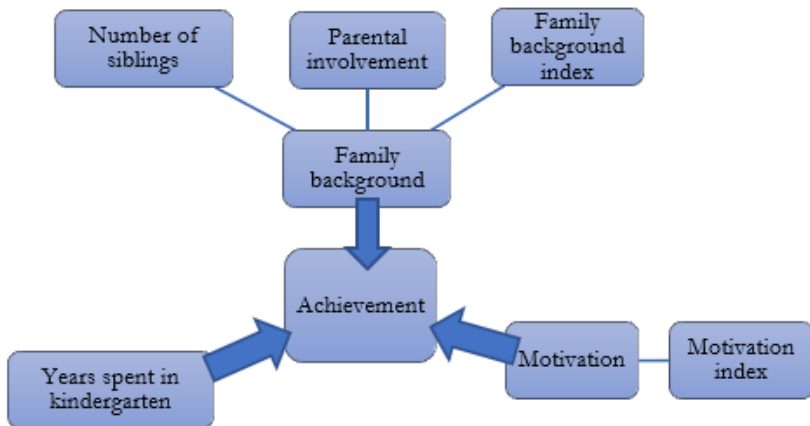 Number of
siblings
Parental
involvement
Family
background
index
Family
background
Achievement
Years spent in
kindergarten
Motivation
Motivation
index